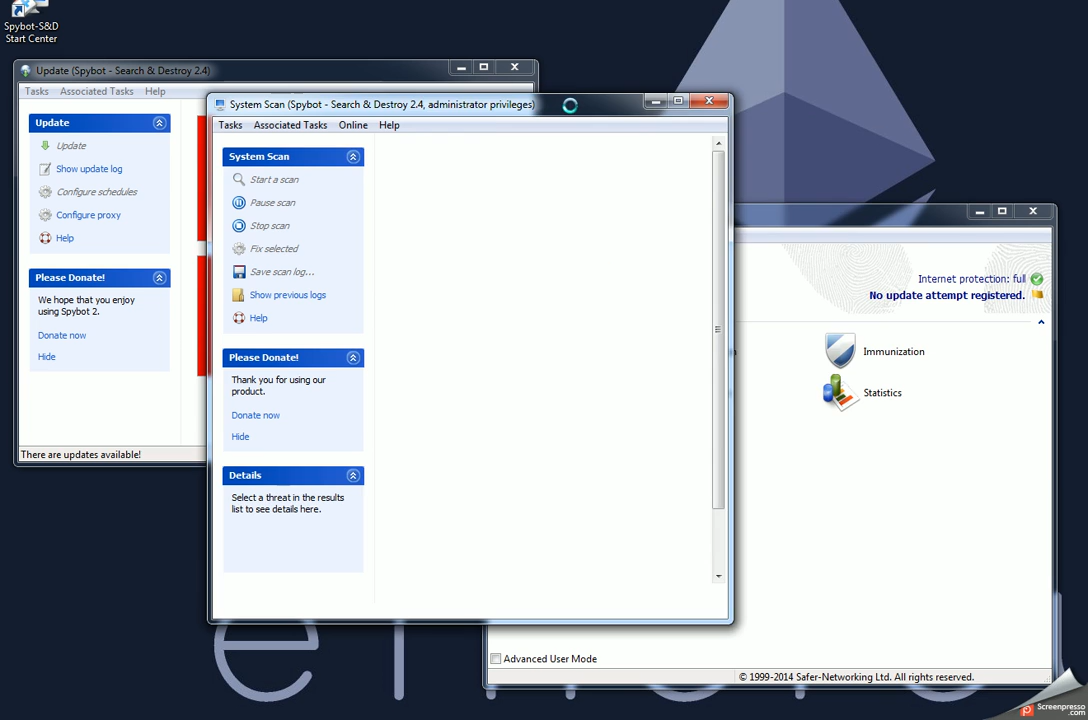 Spybot-S&D
Start Center
Update (Spybot - Search & Destroy 2.4)
Tasks Associated Tasks Help
Update
Update
Show update log
Configure schedules
Configure proxy
Help
Please Donate!
We hope that you enjoy
using Spybot 2.
Donate now
Hide
There are updates available!
System Scan (Spybot - Search & Destroy 2.4, administrator privileges)
Tasks Associated Tasks Online Help
System Scan
Start a scan
Pause scan
Stop scan
Fix selected
Save scan log...
Show previous logs
Help
Please Donate!
Thank you for using our
product.
Donate now
Hide
Details
Select a threat in the results
list to see details here.
Internet protection: full
No update attempt registered.
Immunization
Statistics
Advanced User Mode
© 1999-2014 Safer-Networking Ltd. All rights reserved.
Screenpresso
.com